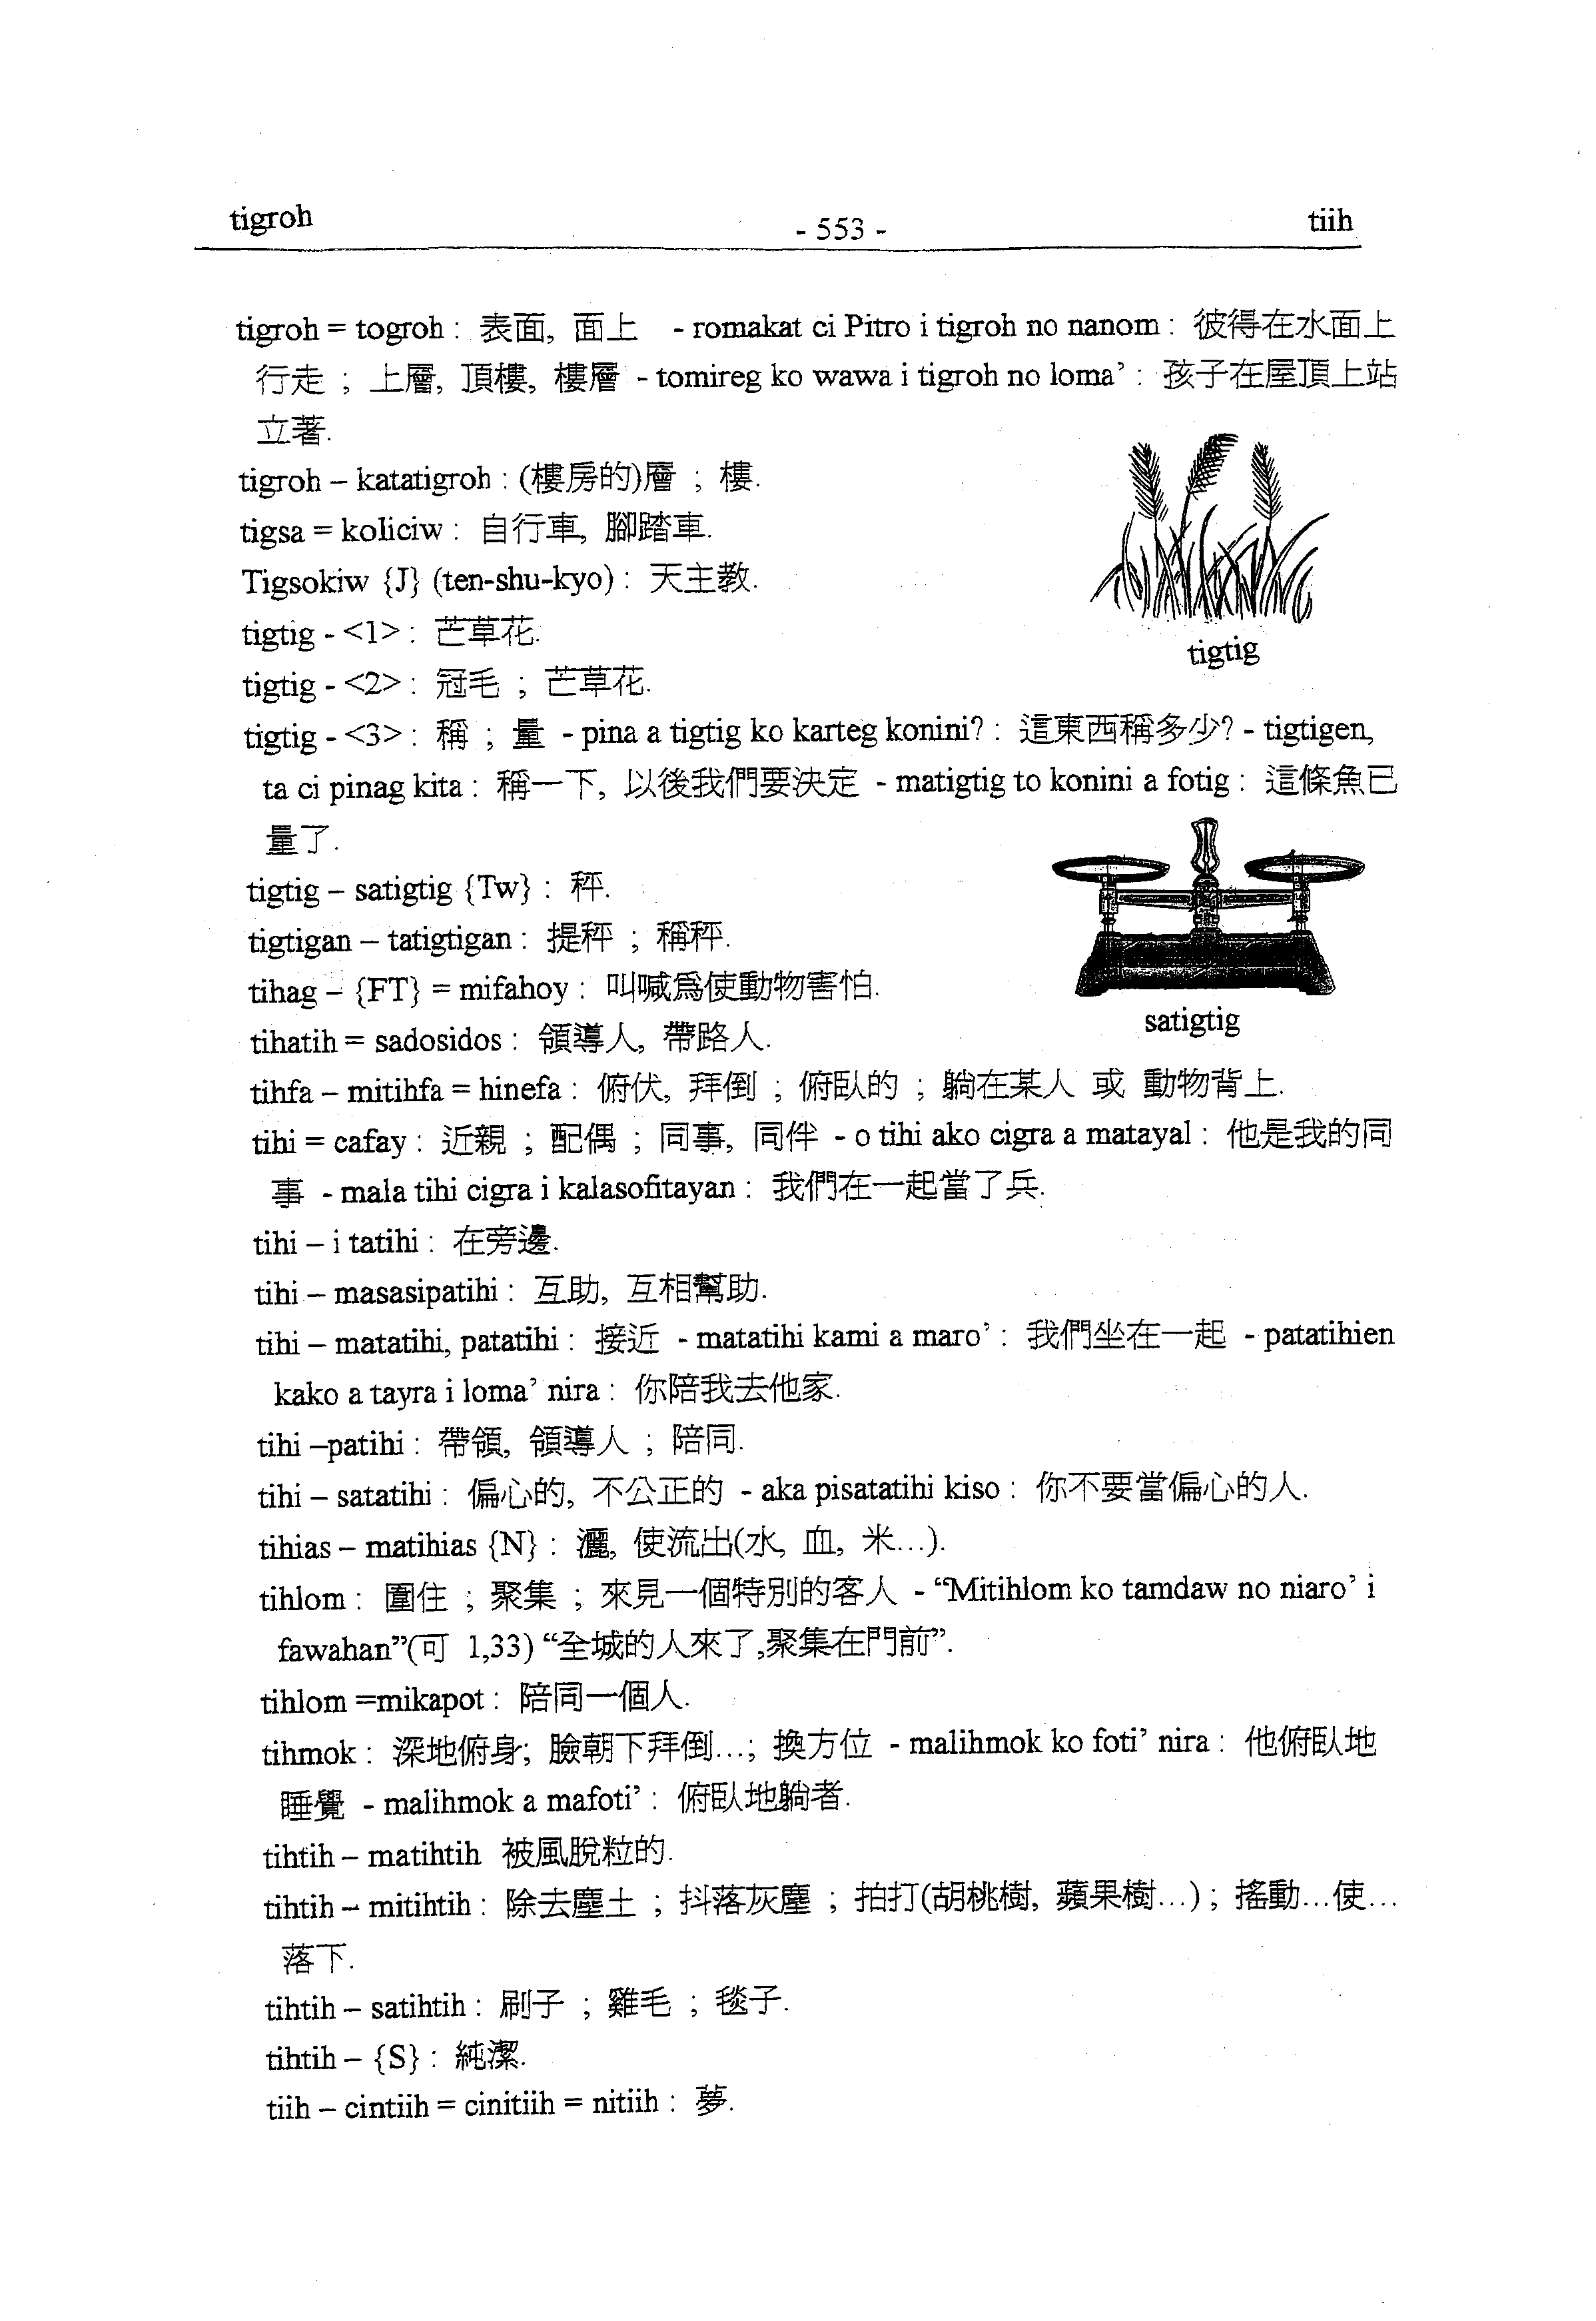 tigroh
- 553 -
tiih
tigroh = togroh : 表面, 面上 - romakat ci Pitro i tigroh no nanom : 彼得在水面上
行走 ; 上層, 頂樓, 樓層 - tomireg ko wawa i tigroh no loma’ : 孩子在屋頂上站
立著.
tigroh – katatigroh : (樓房的)層 ; 樓.
tigsa = koliciw : 自行車, 腳踏車.
Tigsokiw {J} (ten-shu-kyo) : 天主教.
tigtig - <1> : 芒草花.
tigtig - <2> : 冠毛 ; 芒草花.
tigtig
tigtig - <3> : 稱 ; 量 - pina a tigtig ko karteg konini? : 這東西稱多少? - tigtigen,
ta ci pinag kita : 稱一下, 以後我們要決定 - matigtig to konini a fotig : 這條魚已
量了.
tigtig – satigtig {Tw} : 秤.
tigtigan – tatigtigan : 提秤 ; 稱秤.
tihag – {FT} = mifahoy : 叫喊為使動物害怕.
satigtig
tihatih = sadosidos : 領導人, 帶路人.
tihfa – mitihfa = hinefa : 俯伏, 拜倒 ; 俯臥的 ; 躺在某人 或 動物背上.
tihi = cafay : 近親 ; 配偶 ; 同事, 同伴 - o tihi ako cigra a matayal : 他是我的同
事 - mala tihi cigra i kalasofitayan : 我們在一起當了兵.
tihi – i tatihi : 在旁邊.
tihi – masasipatihi : 互助, 互相幫助.
tihi – matatihi, patatihi : 接近 - matatihi kami a maro’ : 我們坐在一起 - patatihien
kako a tayra i loma’ nira : 你陪我去他家.
tihi –patihi : 帶領, 領導人 ; 陪同.
tihi – satatihi : 偏心的, 不公正的 - aka pisatatihi kiso : 你不要當偏心的人.
tihias – matihias {N} : 灑, 使流出(水, 血, 米...).
tihlom : 圍住 ; 聚集 ; 來見一個特別的客人 - “Mitihlom ko tamdaw no niaro’ i
fawahan”(可 1,33) “全城的人來了,聚集在門前”.
tihlom =mikapot : 陪同一個人.
tihmok : 深地俯身; 臉朝下拜倒...; 換方位 - malihmok ko foti’ nira : 他俯臥地
睡覺 - malihmok a mafoti’ : 俯臥地躺者.
tihtih – matihtih 被風脫粒的.
tihtih – mitihtih : 除去塵土 ; 抖落灰塵 ; 拍打(胡桃樹, 蘋果樹...) ; 搖動...使...
落下.
tihtih – satihtih : 刷子 ; 雞毛 ; 毯子.
tihtih – {S} : 純潔.
tiih – cintiih = cinitiih = nitiih : 夢.